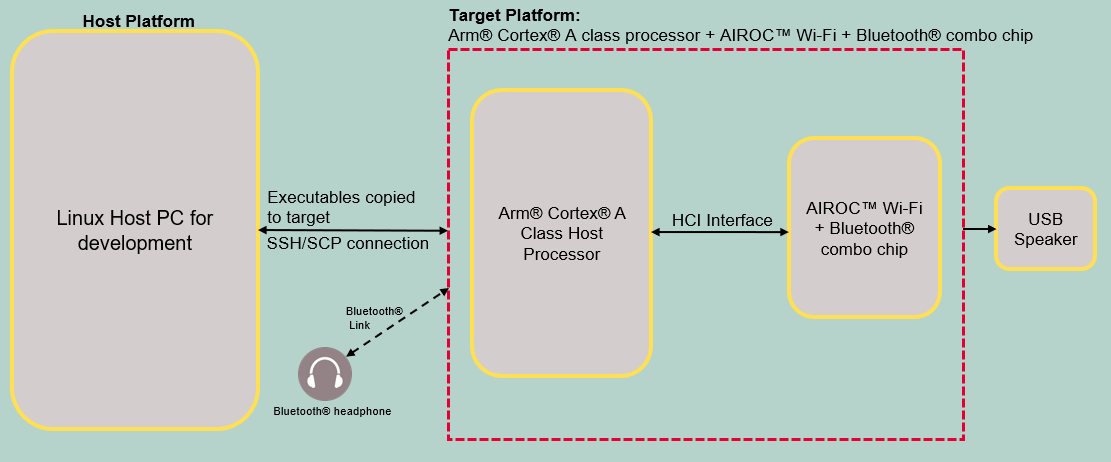 Host Platform
Target Platform:
Arm® Cortex® A class processor + AIROC™ Wi-Fi + Bluetooth® combo chip
Linux Host PC for
development
Executables copied
to target
SSH/SCP connection
Bluetooth®
Link
Bluetooth® headphone
Arm® Cortex® A
Class Host
Processor
HCI Interface
AIROC™ Wi-Fi
+ Bluetooth®
combo chip
USB
Speaker